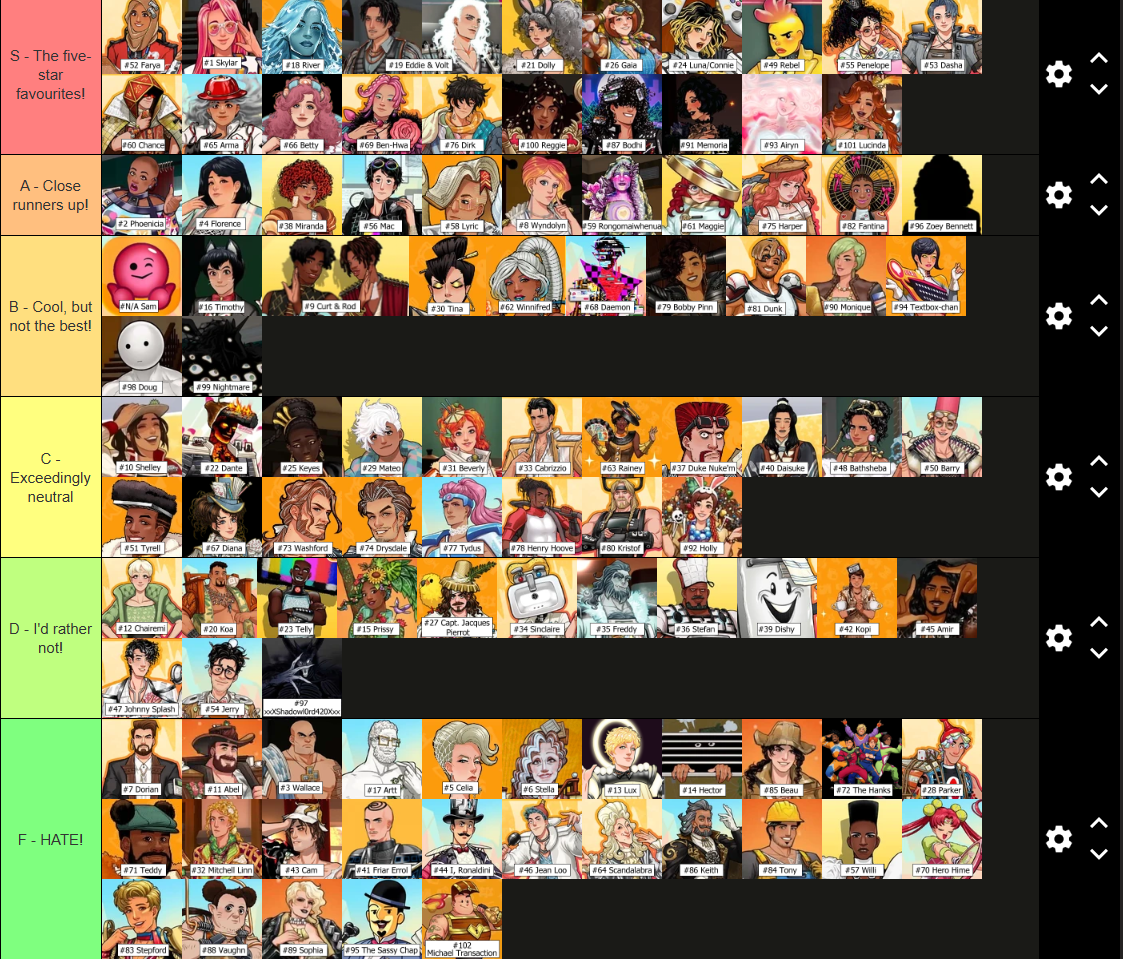 S - The five-
star
favourites!
#52 Farya
#1 Skylar
#18 River
#19 Eddie & Volt
#21 Dolly
#26 Gaia
#24 Luna/Connie
#49 Rebel
#55 Penelope
#53 Dasha
#60 Chance
#65 Arma
#66 Betty
#69 Ben-Hwa
#76 Dirk
#100 Reggie
#87 Bodhi
#91 Memoria
#93 Airyn
#101 Lucinda
A - Close
runners up!
#2 Phoenicia
#4 Florence
#38 Miranda
#56 Mac
#58 Lyric
#8 Wyndolyn
#59 Rongomaiwhenua
#61 Maggie
#75 Harper
#82 Fantina
#96 Zoey Bennett
B - Cool, but
not the best!
#N/A Sam
#16 Timothy
#9 Curt & Rod
#30 Tina
#62 Winnifred
#68 Daemon
#79 Bobby Pinn
#81 Dunk
#90 Monique
#94 Textbox-chan
#98 Doug
#99 Nightmare
C -
Exceedingly
neutral
#10 Shelley
#22 Dante
#25 Keyes
#29 Mateo
#31 Beverly
#33 Cabrizzio
#63 Rainey
#37 Duke Nuke'm
#40 Daisuke
#48 Bathsheba
#50 Barry
#51 Tyrell
#67 Diana
#73 Washford
#74 Drysdale
#77 Tydus
#78 Henry Hoove
#80 Kristof
#92 Holly
D - I'd rather
not!
#12 Chairemi
#20 Koa
#23 Telly
#15 Prissy
#27 Capt. Jacques
Pierrot
#34 Sinclaire
#35 Freddy
#36 Stefan
#39 Dishy
#42 Kopi
#45 Amir
#47 Johnny Splash
#54 Jerry
#97
xxXShadowl0rd420Xxx
F - HATE!
#7 Dorian
#11 Abel
#3 Wallace
#17 Artt
#5 Celia
#6 Stella
#13 Lux
#14 Hector
#85 Beau
#72 The Hanks
#28 Parker
#71 Teddy
#32 Mitchell Linn
#43 Cam
#41 Friar Errol
#44 I, Ronaldini
#46 Jean Loo
#64 Scandalabra
#86 Keith
#84 Tony
#57 Willi
#70 Hero Hime
#83 Stepford
#88 Vaughn
#89 Sophia
#95 The Sassy Chap
#102
Michael Transaction